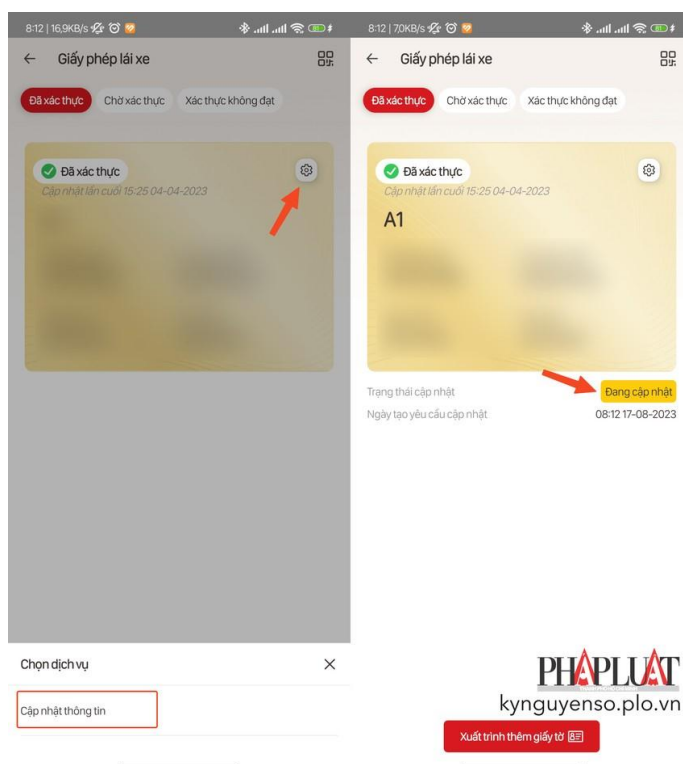 8:12 | 16,9KB/s
Giấy phép lái xe
Đã xác thực
Chờ xác thực
Xác thực không đạt
Đã xác thực
Cập nhật lần cuối 15:25 04-04-2023
Chọn dịch vụ
Cập nhật thông tin
8:12 | 7,0KB/s
Giấy phép lái xe
Đã xác thực
Chờ xác thực
Xác thực không đạt
Đã xác thực
Cập nhật lần cuối 15:25 04-04-2023
A1
Trạng thái cập nhật
Đang cập nhật
Ngày tạo yêu cầu cập nhật
08:12 17-08-2023
PHÁPLUẬT
kynguyenso.plo.vn
Xuất trình thêm giấy tờ